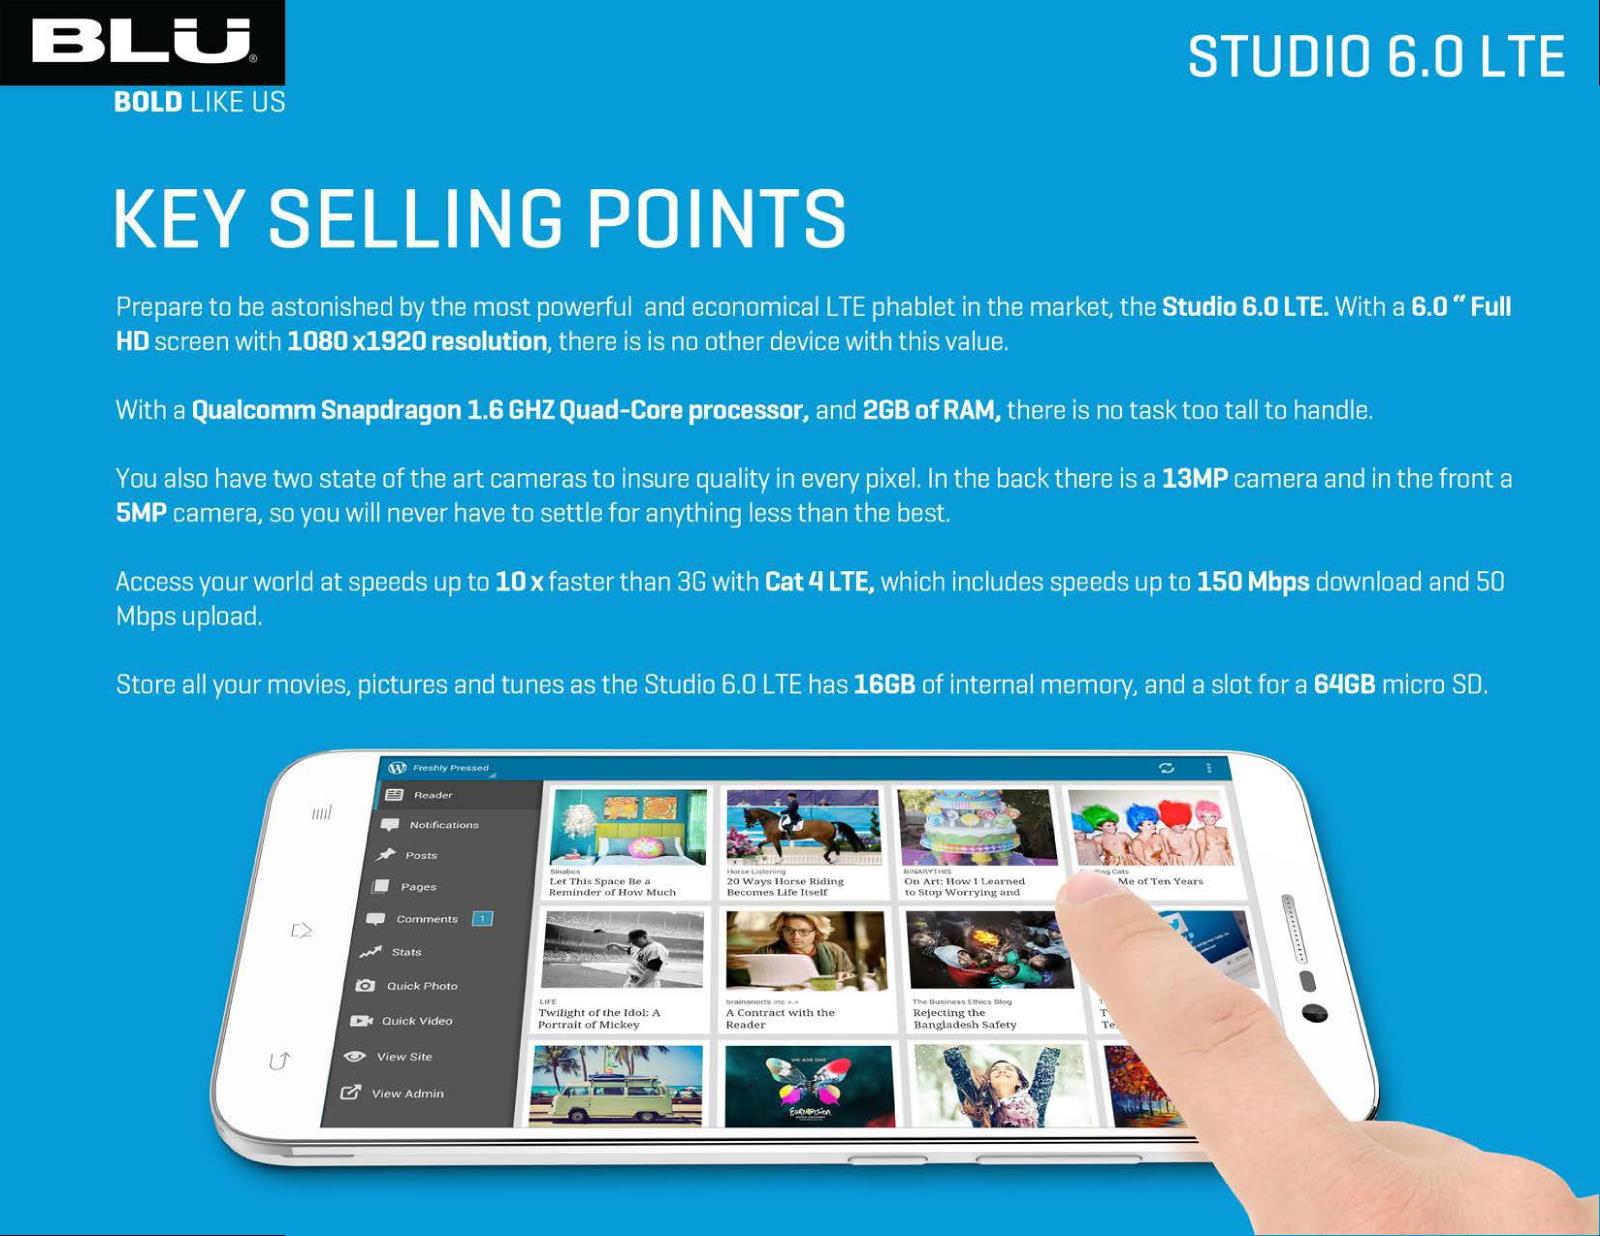 BLU®
BOLD LIKE US
STUDIO 6.0 LTE
KEY SELLING POINTS
Prepare to be astonished by the most powerful and economical LTE phablet in the market, the Studio 6.0 LTE. With a 6.0 “ Full
HD screen with 1080 x1920 resolution, there is is no other device with this value.
With a Qualcomm Snapdragon 1.6 GHZ Quad-Core processor, and 2GB of RAM, there is no task too tall to handle.
You also have two state of the art cameras to insure quality in every pixel. In the back there is a 13MP camera and in the front a
5MP camera, so you will never have to settle for anything less than the best.
Access your world at speeds up to 10 x faster than 3G with Cat 4 LTE, which includes speeds up to 150 Mbps download and 50
Mbps upload.
Store all your movies, pictures and tunes as the Studio 6.0 LTE has 16GB of internal memory, and a slot for a 64GB micro SD.
Freshly Pressed
Reader
Notifications
Posts
Pages
Comments 1
Stats
Quick Photo
Quick Video
View Site
View Admin
Sinabus
Let This Space Be a
Reminder of How Much
Horse Listening
20 Ways Horse Riding
Becomes Life Itself
BINARYTHIS
On Art: How I Learned
to Stop Worrying and
Cats
Me of Ten Years
LIFE
Twilight of the Idol: A
Portrait of Mickey
brainsnorts inc
A Contract with the
Reader
The Business Ethics Blog
Rejecting the
Bangladesh Safety
WE ARE ONE
EUROVISION